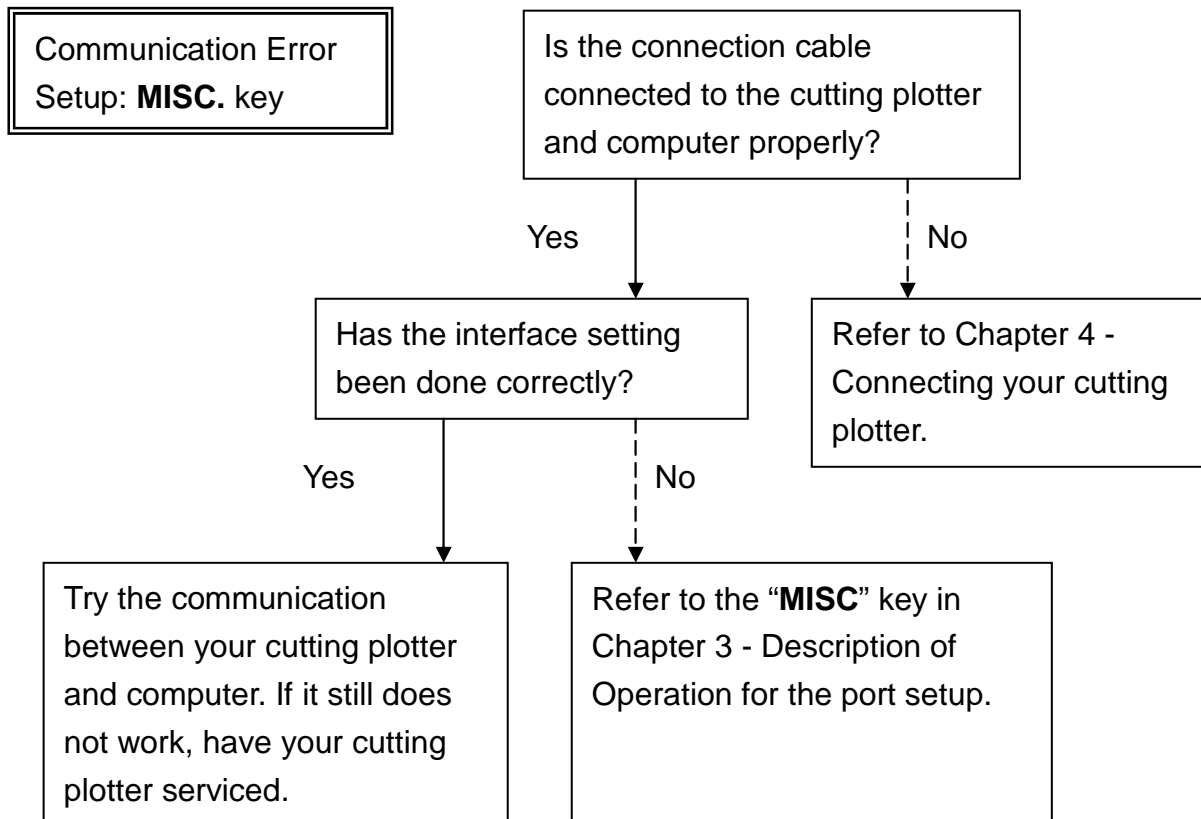 Communication Error
Setup: MISC. key
Is the connection cable
connected to the cutting plotter
and computer properly?
Yes
No
Has the interface setting
been done correctly?
Refer to Chapter 4 -
Connecting your cutting
plotter.
Yes
No
Try the communication
between your cutting plotter
and computer. If it still does
not work, have your cutting
plotter serviced.
Refer to the “MISC” key in
Chapter 3 - Description of
Operation for the port setup.